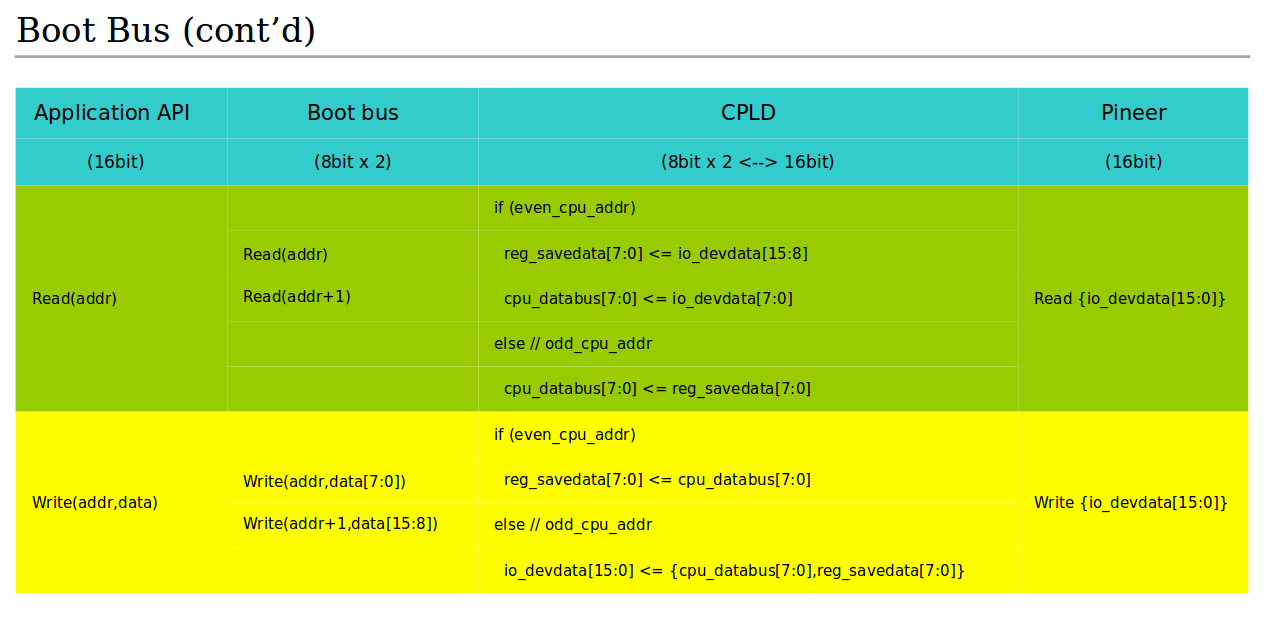 Boot Bus (cont’d)
Application API
Boot bus
CPLD
Pineer
(16bit)
(8bit x 2)
(8bit x 2 <--> 16bit)
(16bit)
Read(addr)
Read(addr)
Read(addr+1)
if (even_cpu_addr)
reg_savedata[7:0] <= io_devdata[15:8]
cpu_databus[7:0] <= io_devdata[7:0]
else // odd_cpu_addr
cpu_databus[7:0] <= reg_savedata[7:0]
Read {io_devdata[15:0]}
Write(addr,data)
Write(addr,data[7:0])
Write(addr+1,data[15:8])
if (even_cpu_addr)
reg_savedata[7:0] <= cpu_databus[7:0]
else // odd_cpu_addr
io_devdata[15:0] <= {cpu_databus[7:0],reg_savedata[7:0]}
Write {io_devdata[15:0]}